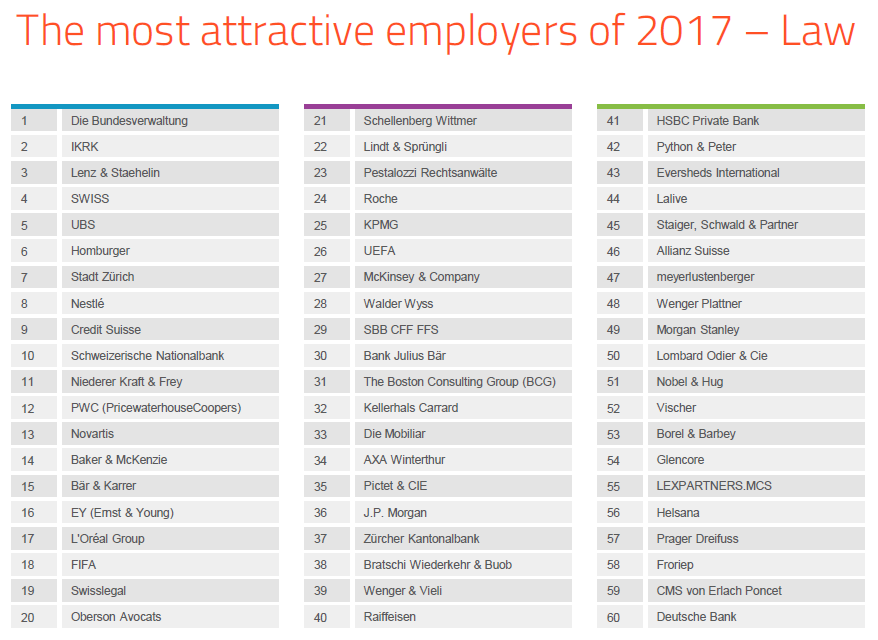 The most attractive employers of 2017 – Law
1 Die Bundesverwaltung
2 IKRK
3 Lenz & Staehelin
4 SWISS
5 UBS
6 Homburger
7 Stadt Zürich
8 Nestlé
9 Credit Suisse
10 Schweizerische Nationalbank
11 Niederer Kraft & Frey
12 PWC (PricewaterhouseCoopers)
13 Novartis
14 Baker & McKenzie
15 Bär & Karrer
16 EY (Ernst & Young)
17 L'Oréal Group
18 FIFA
19 Swisslegal
20 Oberson Avocats
21 Schellenberg Wittmer
22 Lindt & Sprüngli
23 Pestalozzi Rechtsanwälte
24 Roche
25 KPMG
26 UEFA
27 McKinsey & Company
28 Walder Wyss
29 SBB CFF FFS
30 Bank Julius Bär
31 The Boston Consulting Group (BCG)
32 Kellerhals Carrard
33 Die Mobiliar
34 AXA Winterthur
35 Pictet & CIE
36 J.P. Morgan
37 Zürcher Kantonalbank
38 Bratschi Wiederkehr & Buob
39 Wenger & Vieli
40 Raiffeisen
41 HSBC Private Bank
42 Python & Peter
43 Eversheds International
44 Lalive
45 Staiger, Schwald & Partner
46 Allianz Suisse
47 meyerlustenberger
48 Wenger Plattner
49 Morgan Stanley
50 Lombard Odier & Cie
51 Nobel & Hug
52 Vischer
53 Borel & Barbey
54 Glencore
55 LEXPARTNERS.MCS
56 Helsana
57 Prager Dreifuss
58 Froriep
59 CMS von Erlach Poncet
60 Deutsche Bank